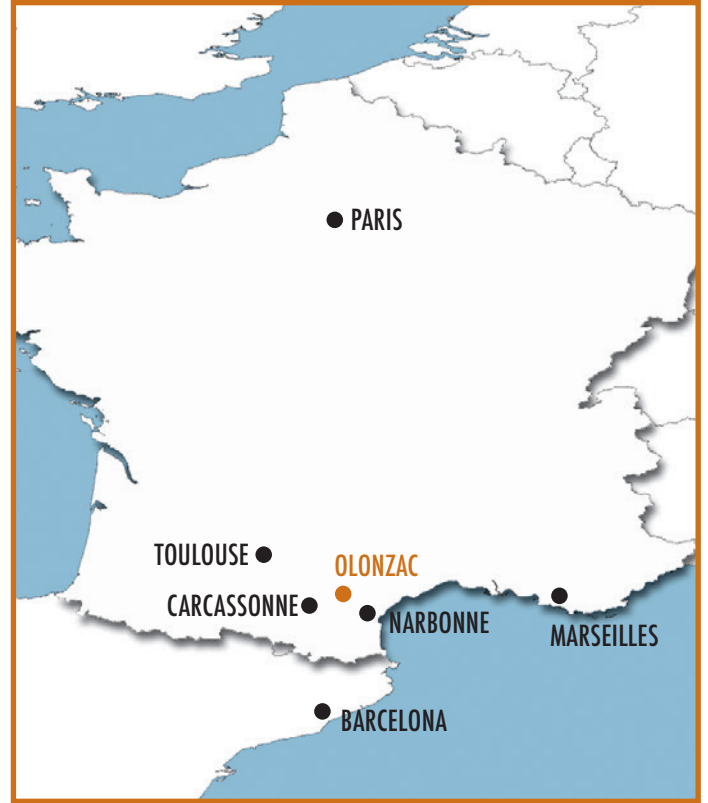 PARIS
TOULOUSE
OLONZAC
CARCASSONNE
NARBONNE
MARSEILLES
BARCELONA